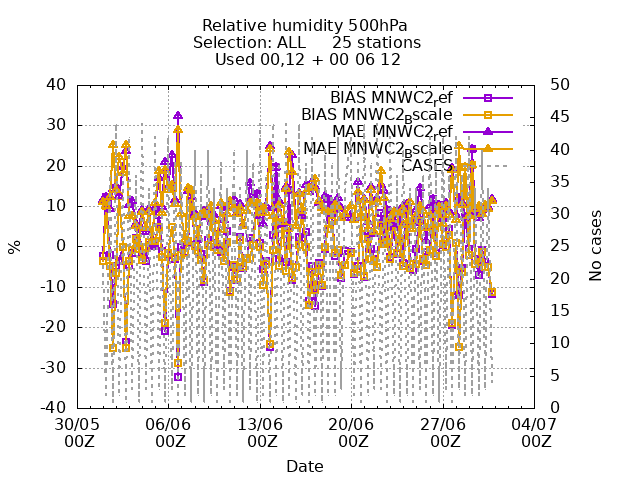 Relative humidity 500hPa
Selection: ALL 25 stations
Used 00,12 + 00 06 12
BIAS MNWC2ref
BIAS MNWC2Bscale
MAE MNWC2ref
MAE MNWC2Bscale
CASES
%
40
30
20
10
0
-10
-20
-30
-40
50
45
40
35
30
25
20
15
10
5
0
No cases
30/05 06/06 13/06 20/06 27/06 04/07
00Z 00Z 00Z 00Z 00Z 00Z
Date